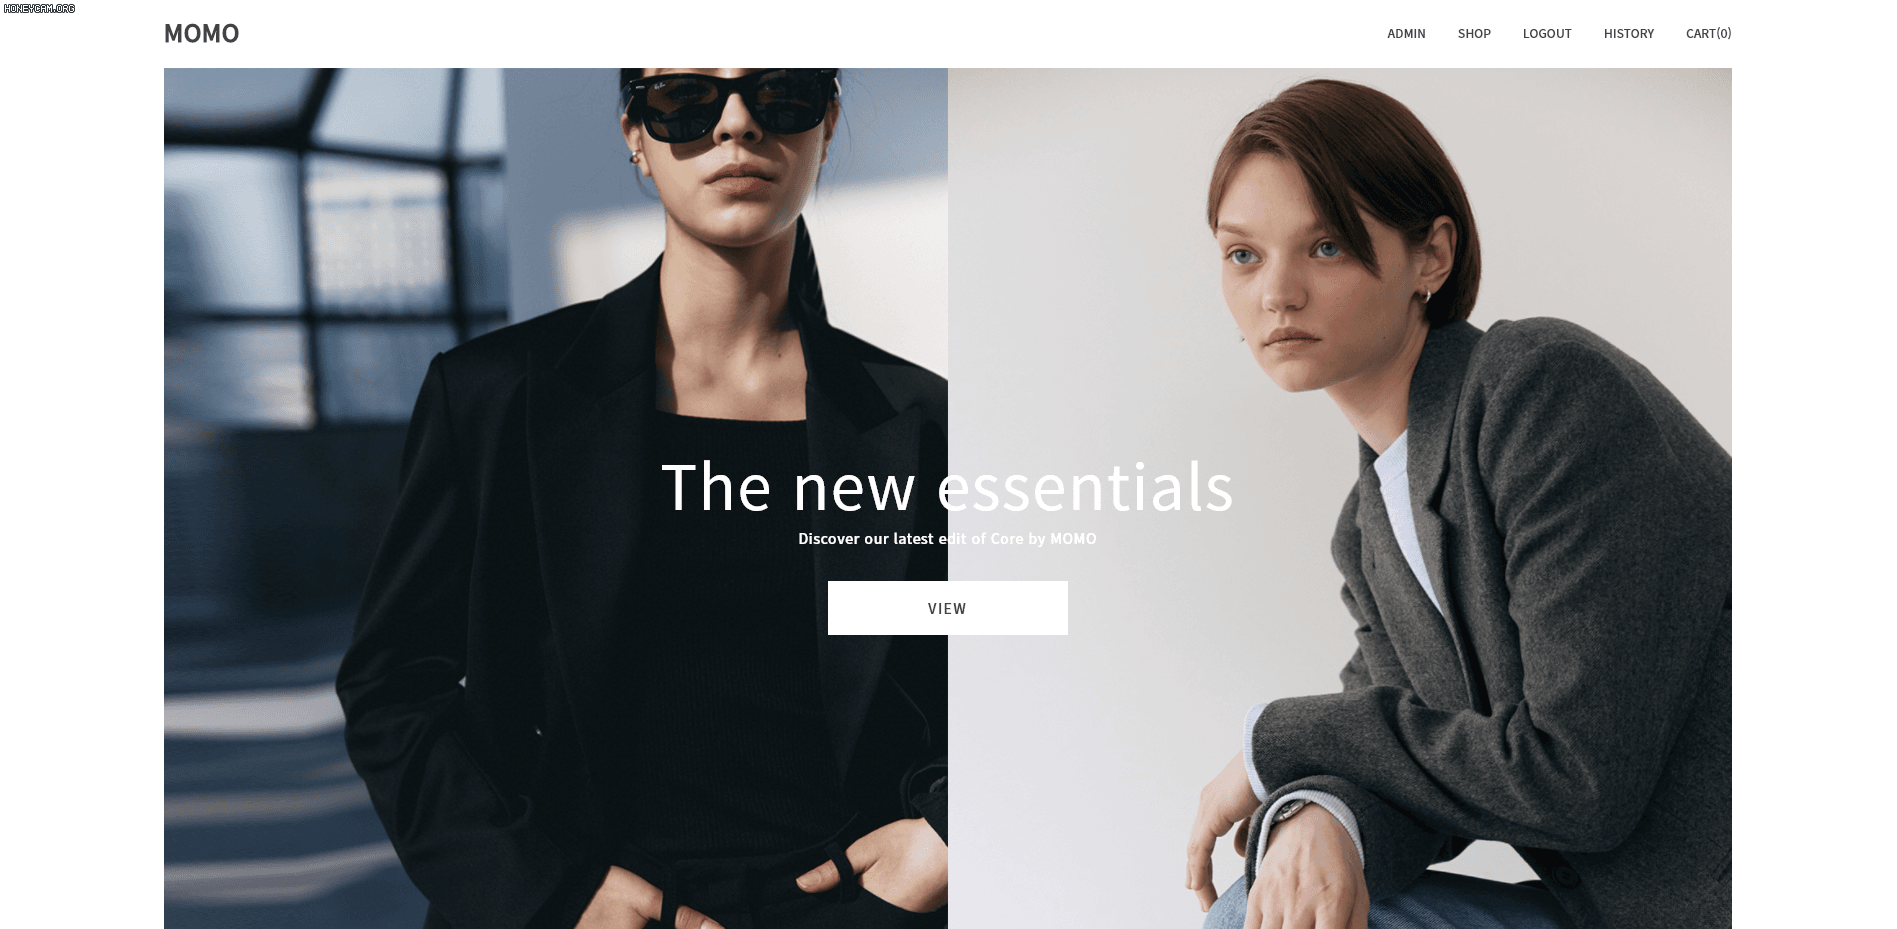 HONEYCAM.ORG
MOMO
ADMIN SHOP LOGOUT HISTORY CART(0)
The new essentials
Discover our latest edit of Core by MOMO
VIEW